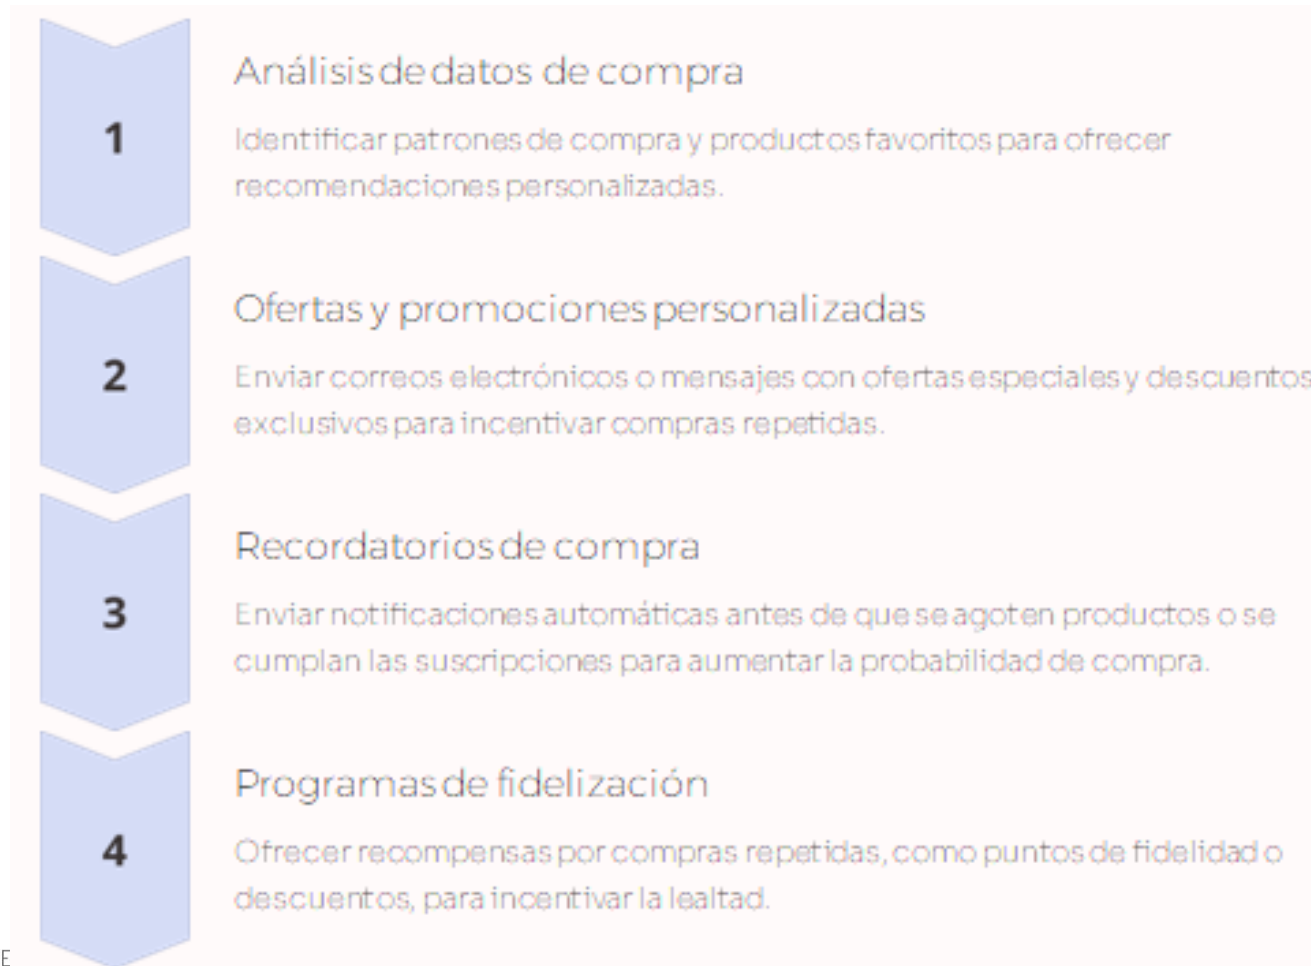 1
Análisis de datos de compra
Identificar patrones de compra y productos favoritos para ofrecer
recomendaciones personalizadas.
2
Ofertas y promociones personalizadas
Enviar correos electrónicos o mensajes con ofertas especiales y descuentos
exclusivos para incentivar compras repetidas.
3
Recordatorios de compra
Enviar notificaciones automáticas antes de que se agoten productos o se
cumplan las suscripciones para aumentar la probabilidad de compra.
4
Programas de fidelización
Ofrecer recompensas por compras repetidas, como puntos de fidelidad o
descuentos, para incentivar la lealtad.
E